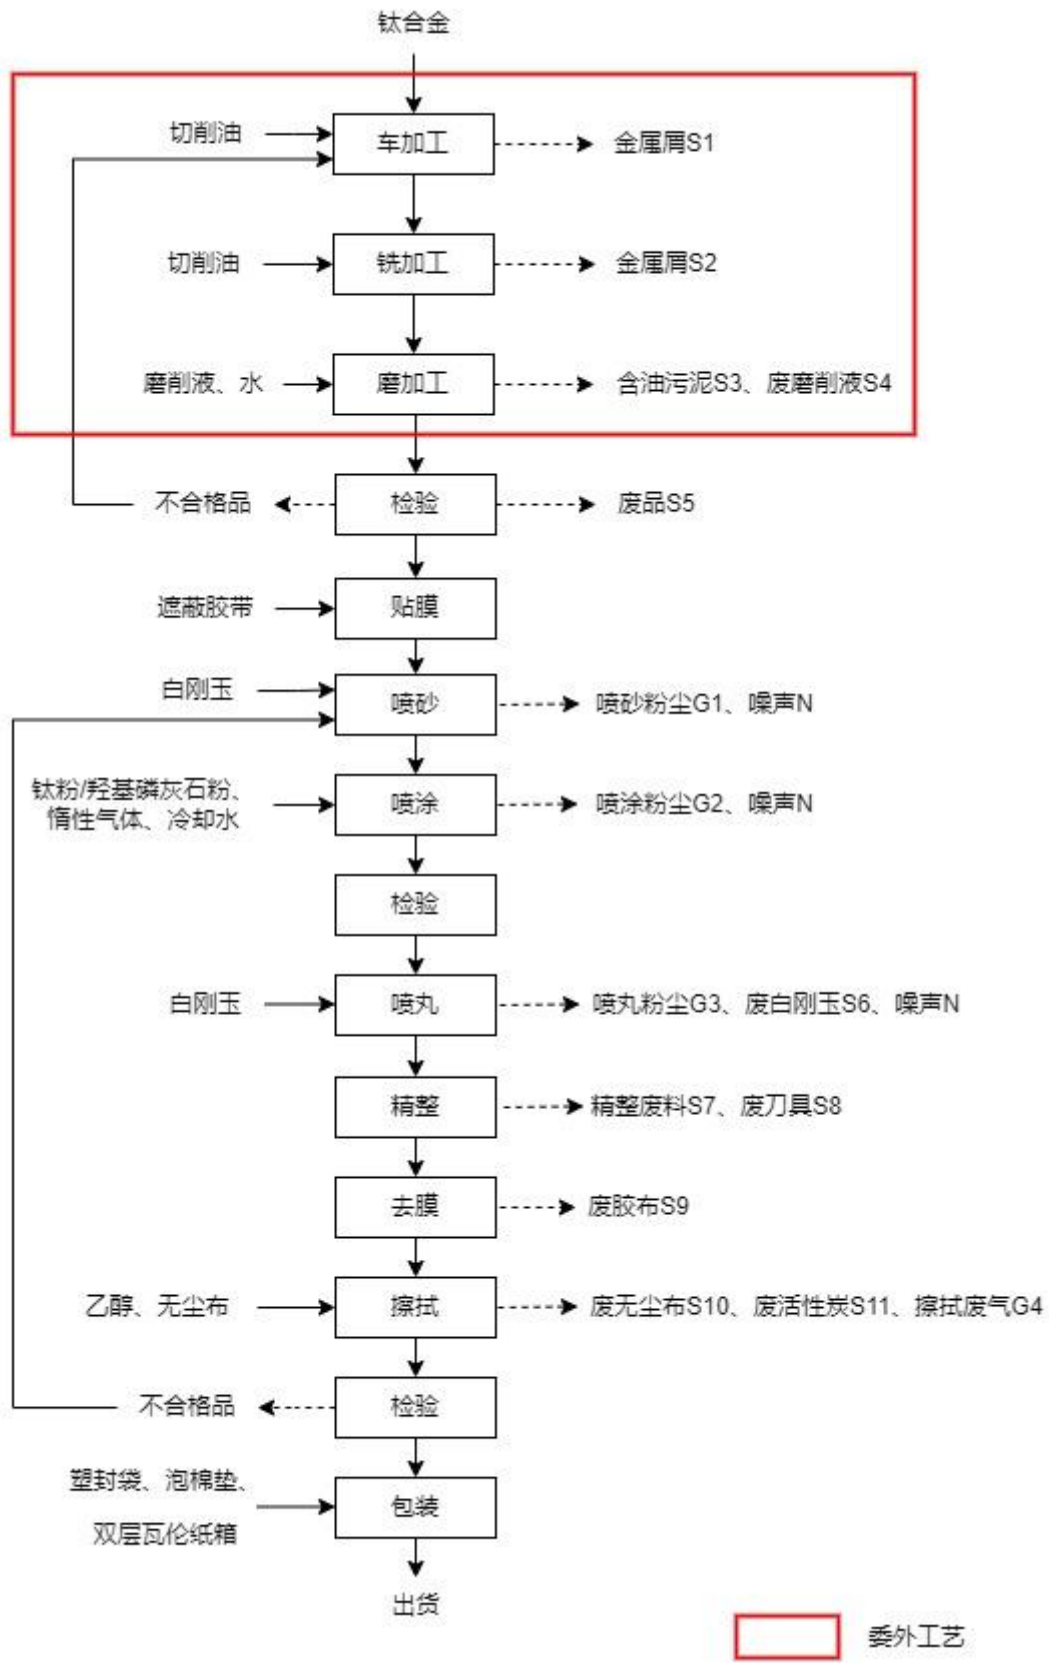 钛合金
切削油
车加工
金属屑S1
切削油
铣加工
金属屑S2
磨削液、水
磨加工
含油污泥S3、废磨削液S4
不合格品
检验
废品S5
遮蔽胶带
贴膜
白刚玉
喷砂
喷砂粉尘G1、噪声N
钛粉/羟基磷灰石粉、
惰性气体、冷却水
喷涂
喷涂粉尘G2、噪声N
检验
白刚玉
喷丸
喷丸粉尘G3、废白刚玉S6、噪声N
精整
精整废料S7、废刀具S8
去膜
废胶布S9
乙醇、无尘布
擦拭
废无尘布S10、废活性炭S11、擦拭废气G4
不合格品
检验
塑封袋、泡棉垫、
双层瓦伦纸箱
包装
出货
委外工艺